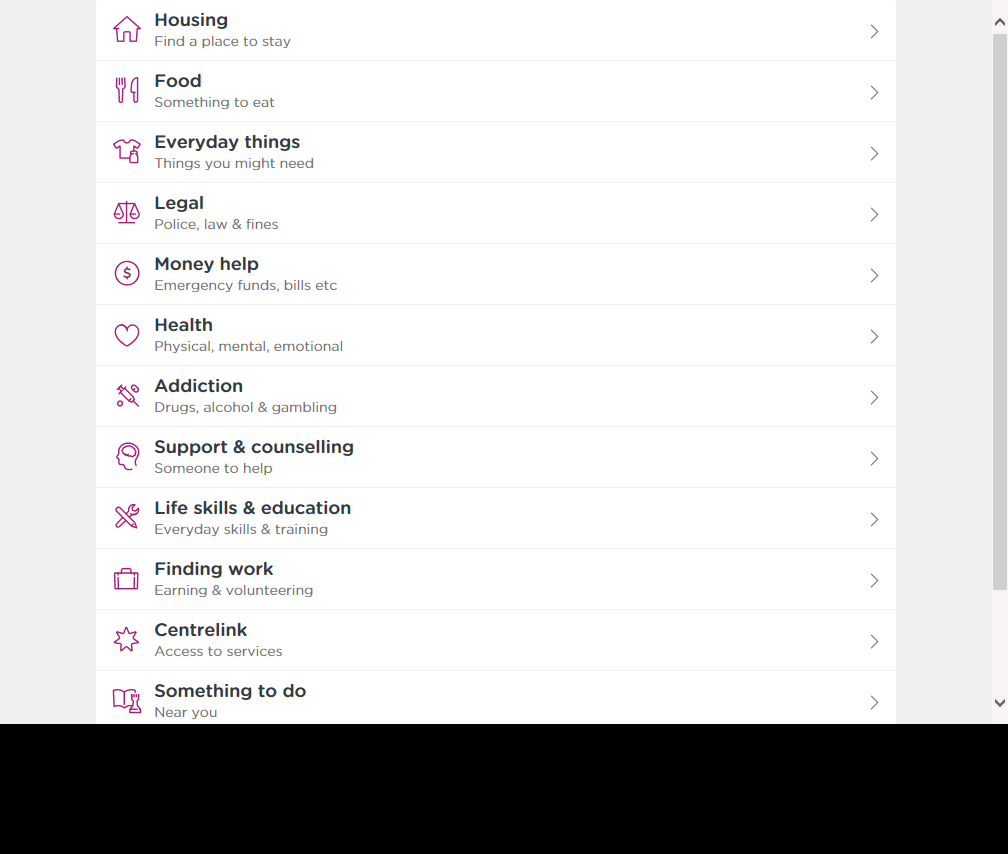 Housing
Find a place to stay
Food
Something to eat
Everyday things
Things you might need
Legal
Police, law & fines
Money help
Emergency funds, bills etc
Health
Physical, mental, emotional
Addiction
Drugs, alcohol & gambling
Support & counselling
Someone to help
Life skills & education
Everyday skills & training
Finding work
Earning & volunteering
Centrelink
Access to services
Something to do
Near you